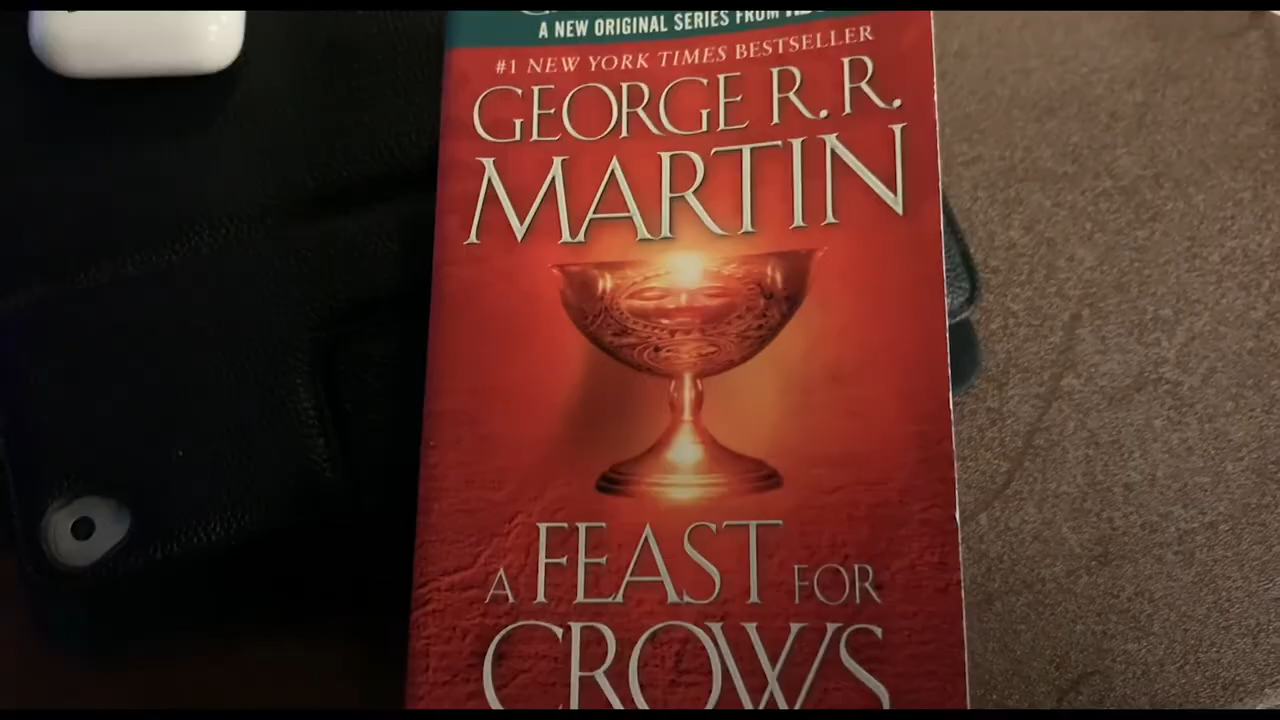 A NEW ORIGINAL SERIES FROM
#1 NEW YORK TIMES BESTSELLER
GEORGE R. R.
MARTIN
A FEAST FOR
CROWS